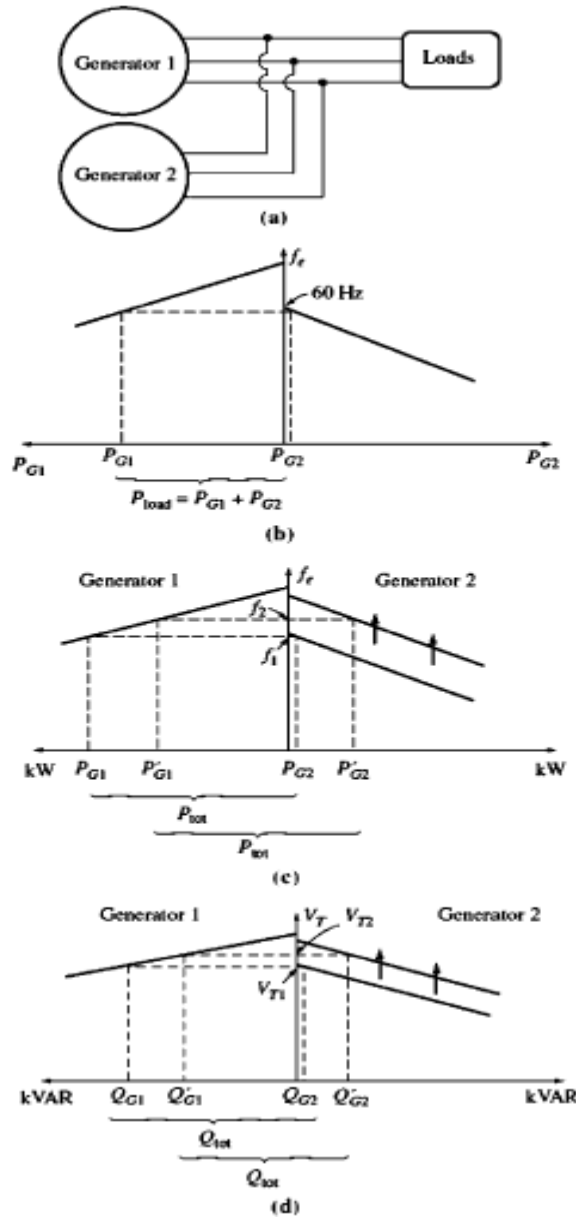 Generator 1
Loads
Generator 2
(a)
f_e
60 Hz
P_G1 P_G1 P_G2 P_G2
P_load = P_G1 + P_G2
(b)
Generator 1 f_e Generator 2
f_2
f_1
kW P_G1 P'_G1 P_G2 P'_G2 kW
P_tot
P_tot
(c)
Generator 1 V_T V_T2 Generator 2
V_T1
kVAR Q_G1 Q'_G1 Q_G2 Q'_G2 kVAR
Q_tot
Q_tot
(d)